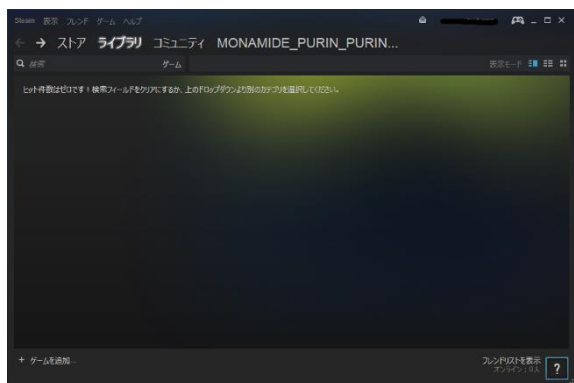 Steam 表示 フレンド ゲーム ヘルプ
ストア ライブラリ コミュニティ MONAMIDE_PURIN_PURIN...
検索 ゲーム 表示モード
ヒット件数はゼロです！検索フィールドをクリアにするか、上のドロップダウンより別のカテゴリを選択してください。
+ ゲームを追加...
フレンドリストを表示
オンライン：0人
?